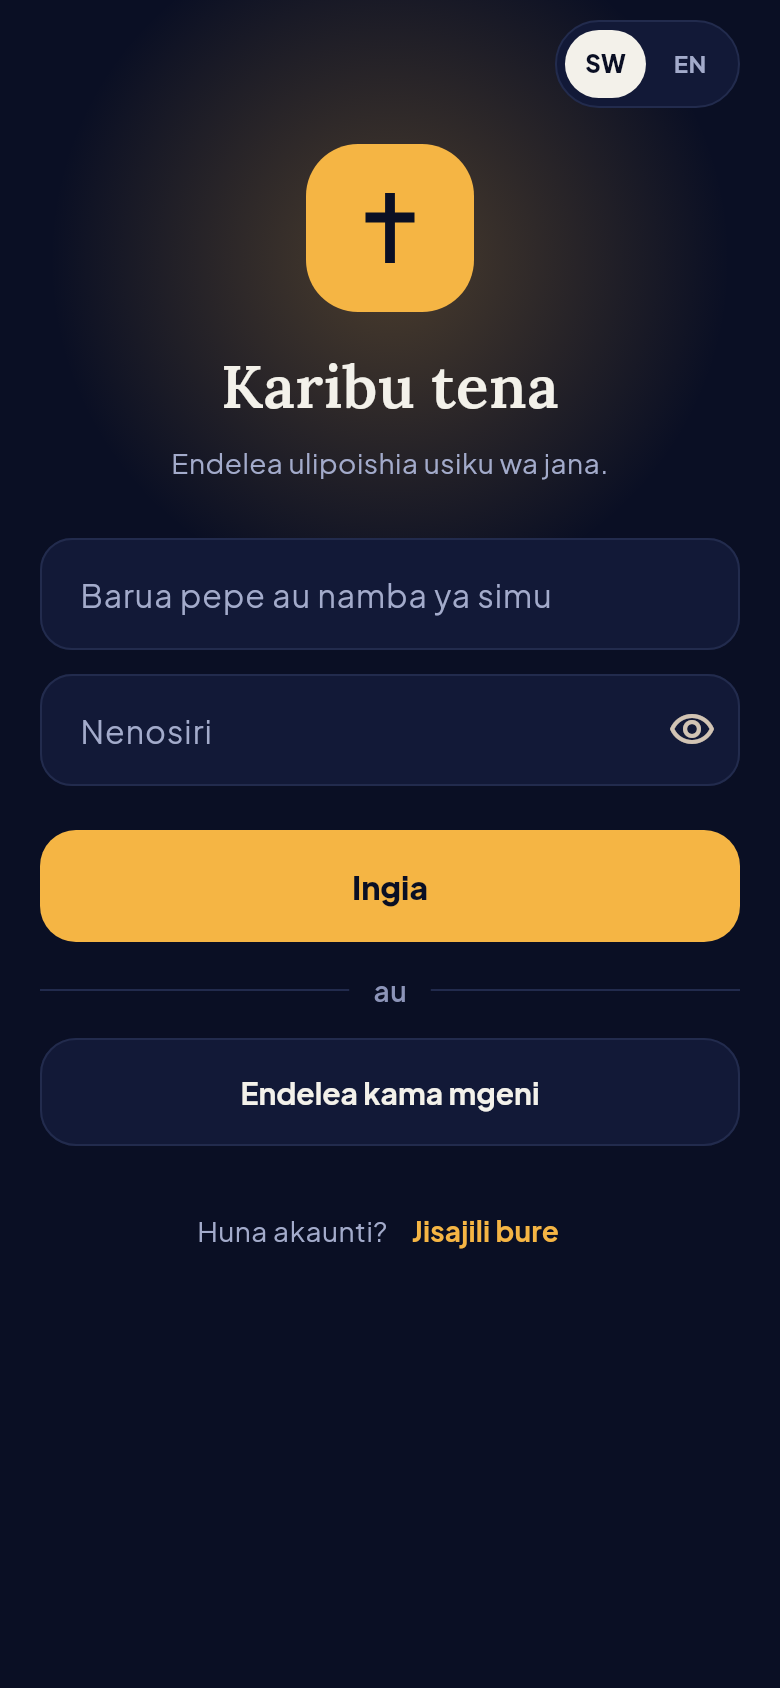 SW EN
Karibu tena
Endelea ulipoishia usiku wa jana.
Barua pepe au namba ya simu
Nenosiri
Ingia
au
Endelea kama mgeni
Huna akaunti? Jisajili bure